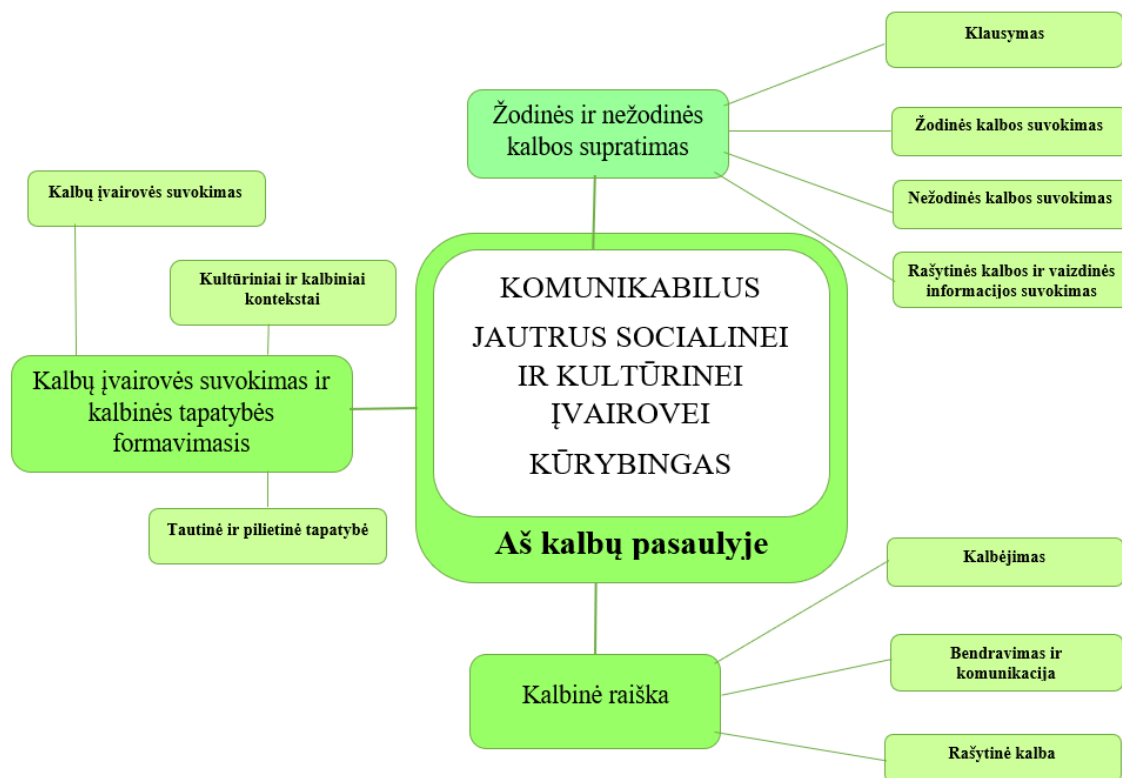 Klausymas
Žodinės ir nežodinės
kalbos supratimas
Žodinės kalbos suvokimas
Nežodinės kalbos suvokimas
Rašytinės kalbos ir vaizdinės
informacijos suvokimas
Kalbų įvairovės suvokimas
Kultūriniai ir kalbiniai
kontekstai
Kalbų įvairovės suvokimas ir
kalbinės tapatybės
formavimasis
Tautinė ir pilietinė tapatybė
KOMUNIKABILUS
JAUTRUS SOCIALINEI
IR KULTŪRINEI
ĮVAIROVEI
KŪRYBINGAS
Aš kalbų pasaulyje
Kalbinė raiška
Kalbėjimas
Bendravimas ir
komunikacija
Rašytinė kalba